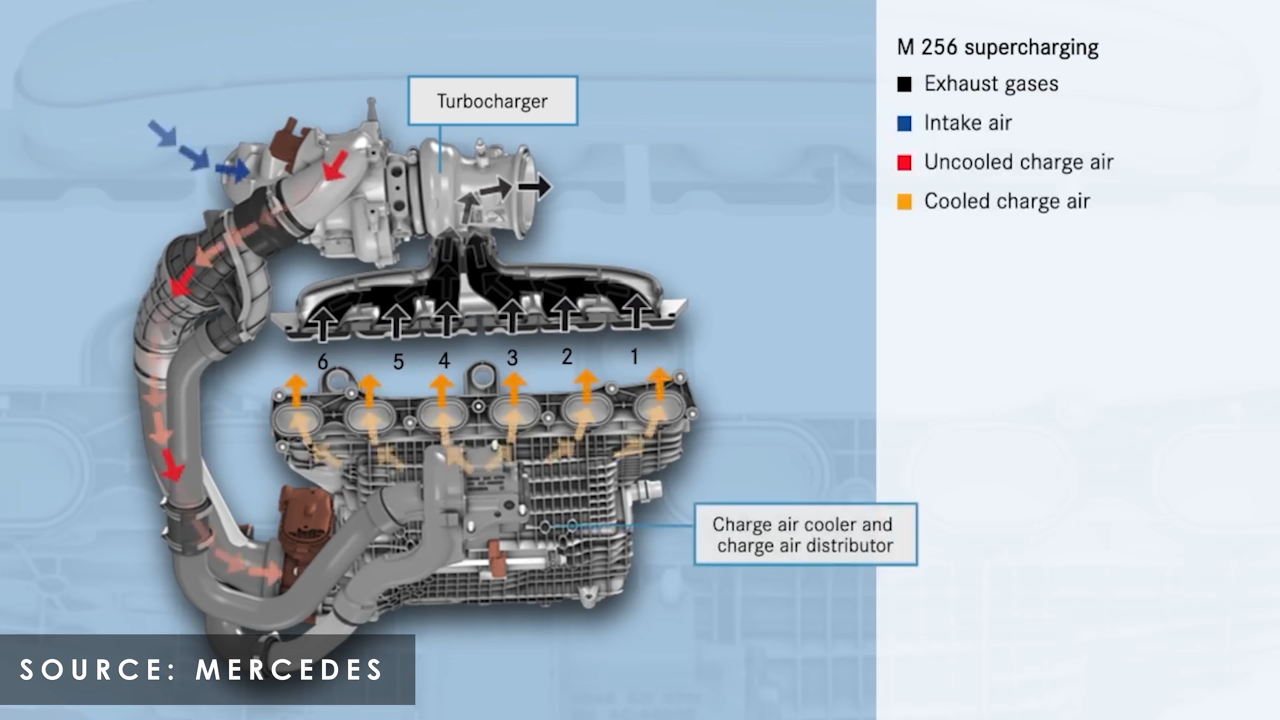 Turbocharger
M 256 supercharging
Exhaust gases
Intake air
Uncooled charge air
Cooled charge air
6 5 4 3 2 1
Charge air cooler and
charge air distributor
SOURCE: MERCEDES